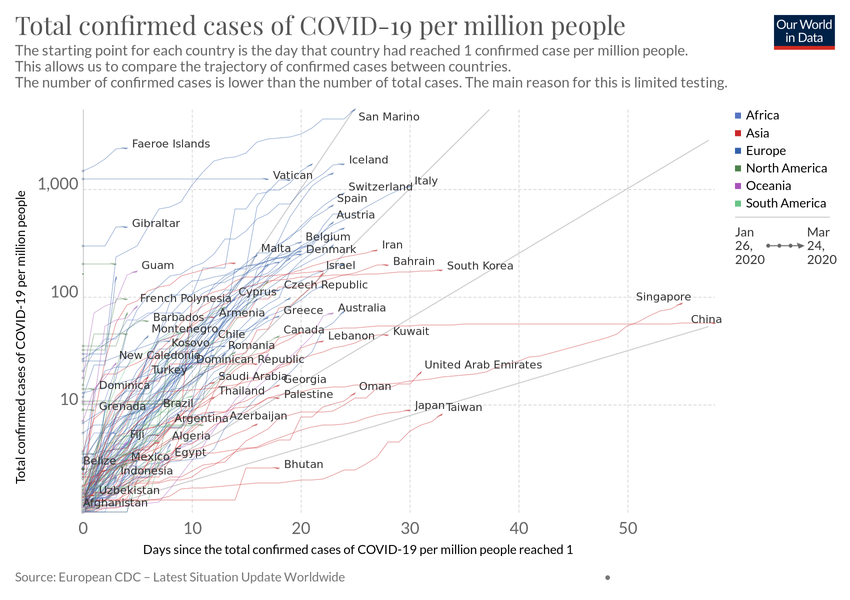 Total confirmed cases of COVID-19 per million people
Our World
in Data
The starting point for each country is the day that country had reached 1 confirmed case per million people.
This allows us to compare the trajectory of confirmed cases between countries.
The number of confirmed cases is lower than the number of total cases. The main reason for this is limited testing.
San Marino
Africa
Asia
Europe
North America
Oceania
South America
Jan
26,
2020
Mar
24,
2020
Faeroe Islands
Iceland
Vatican
1,000
Switzerland
Italy
Spain
Gibraltar
Austria
Belgium
Malta
Denmark
Iran
Guam
Israel
Bahrain
South Korea
Czech Republic
100
French Polynesia
Cyprus
Singapore
Barbados
Armenia
Greece
Australia
China
Montenegro
Chile
Canada
Lebanon
Kuwait
Kosovo
Romania
New Caledonia
Dominican Republic
Turkey
United Arab Emirates
Dominica
Saudi Arabia
Georgia
Thailand
Palestine
Oman
10
Grenada
Brazil
Japan
Taiwan
Argentina
Azerbaijan
Fiji
Algeria
Belize
Mexico
Egypt
Indonesia
Bhutan
Uzbekistan
Afghanistan
0
10
20
30
40
50
Total confirmed cases of COVID-19 per million people
Days since the total confirmed cases of COVID-19 per million people reached 1
Source: European CDC – Latest Situation Update Worldwide